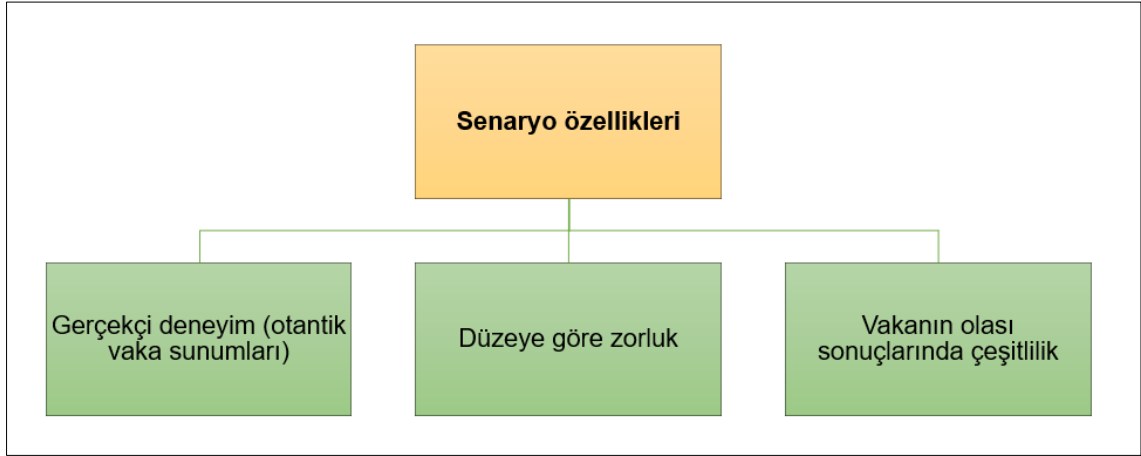 Senaryo özellikleri
Gerçekçi deneyim (otantik
vaka sunumları)
Düzeye göre zorluk
Vakanın olası
sonuçlarında çeşitlilik